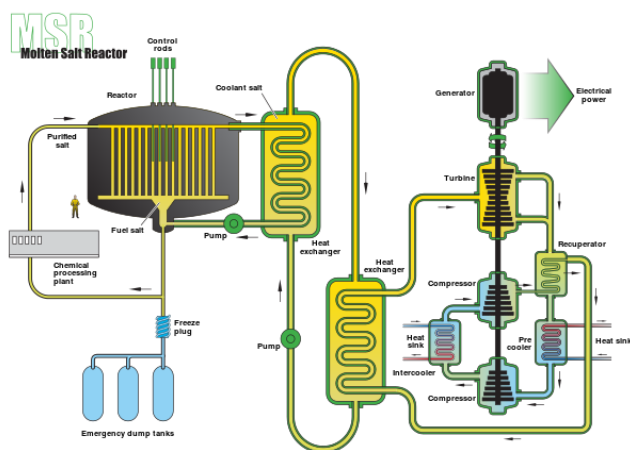 MSR
Molten Salt Reactor
Control
rods
Reactor
Coolant salt
Purified
salt
Fuel salt
Pump
Heat
exchanger
Chemical
processing
plant
Freeze
plug
Emergency dump tanks
Pump
Heat
exchanger
Generator
Electrical
power
Turbine
Recuperator
Compressor
Heat
sink
Intercooler
Pre
cooler
Heat sink
Compressor